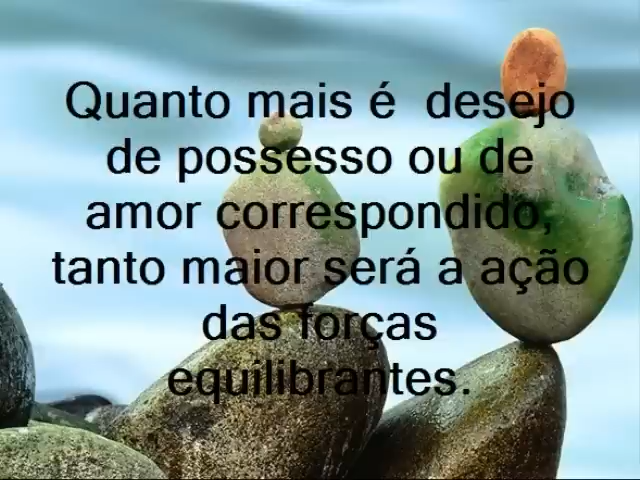 Quanto mais é  desejo
de possesso ou de
amor correspondido,
tanto maior será a ação
das forças
equilibrantes.